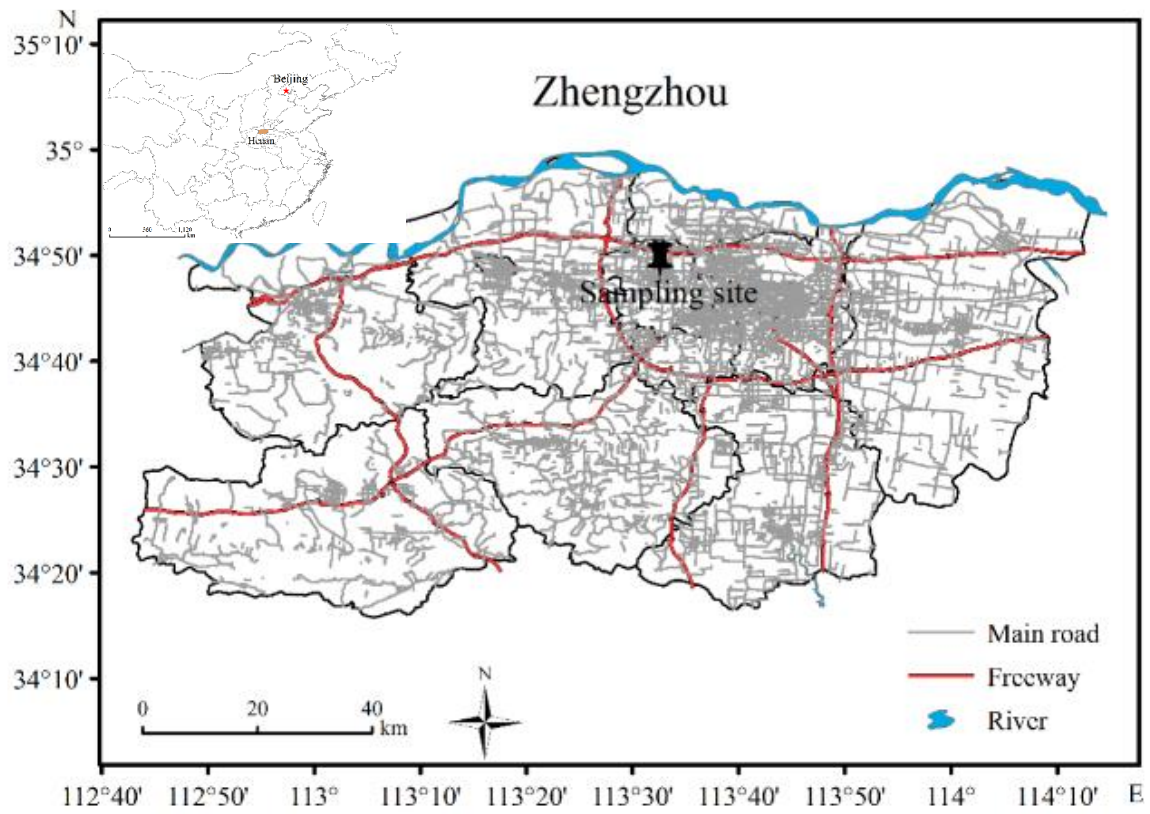 N
35°10'
Beijing
Henan
Zhengzhou
35°
34°50'
Sampling site
34°40'
34°30'
34°20'
Main road
34°10'
Freeway
N
0 20 40
km
River
112°40' 112°50' 113° 113°10' 113°20' 113°30' 113°40' 113°50' 114° 114°10' E